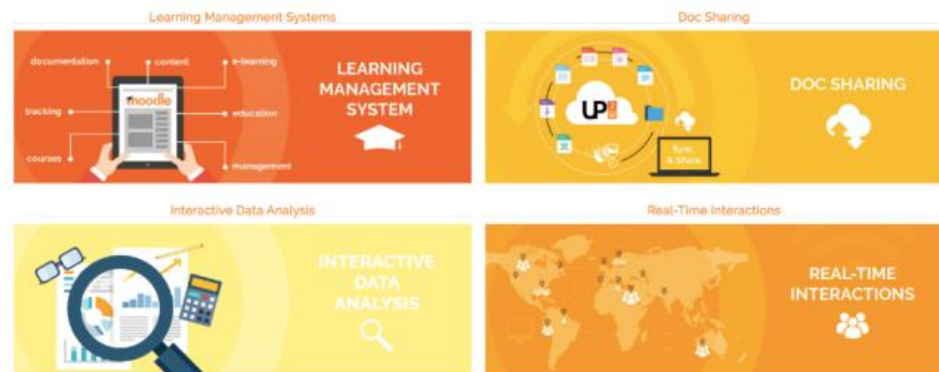 Learning Management Systems
documentation
content
e-learning
moodle
tracking
education
courses
management
LEARNING
MANAGEMENT
SYSTEM
Doc Sharing
UP2U
Sync
& Share
DOC SHARING
Interactive Data Analysis
INTERACTIVE
DATA
ANALYSIS
Real-Time Interactions
REAL-TIME
INTERACTIONS